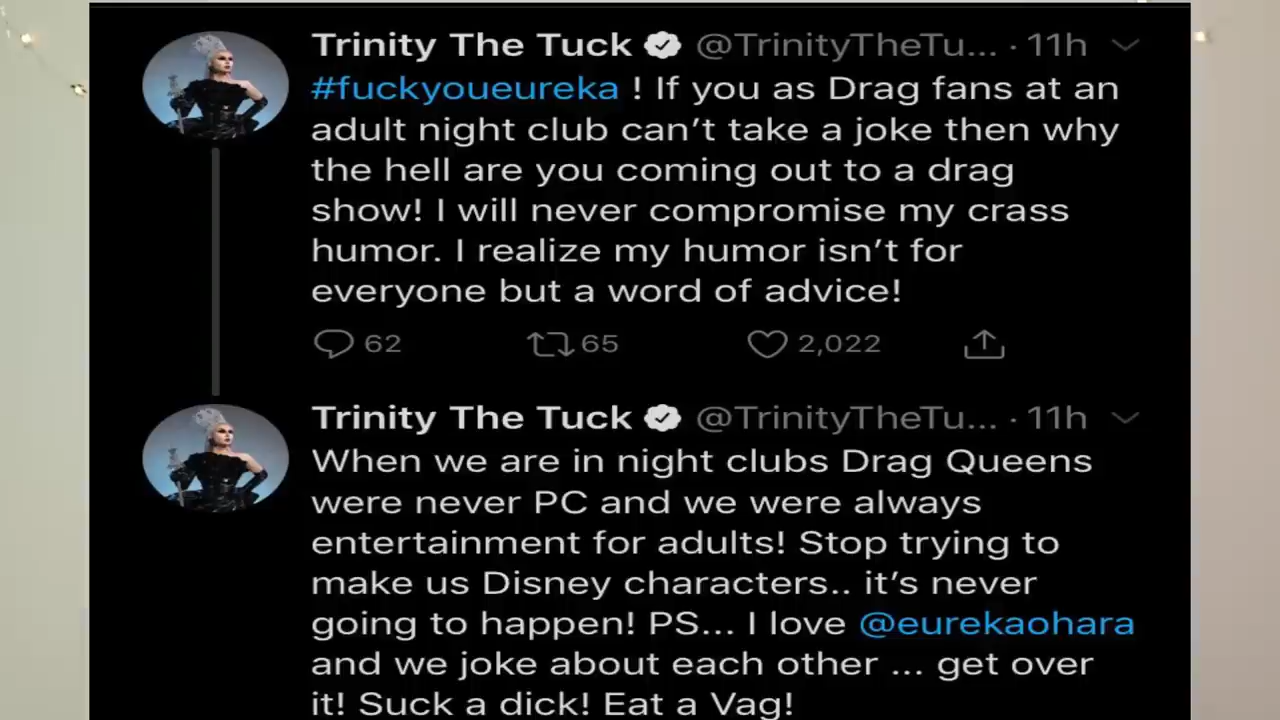 Trinity The Tuck @TrinityTheTu... · 11h
#fuckyoueureka ! If you as Drag fans at an
adult night club can’t take a joke then why
the hell are you coming out to a drag
show! I will never compromise my crass
humor. I realize my humor isn’t for
everyone but a word of advice!
62 65 2,022
Trinity The Tuck @TrinityTheTu... · 11h
When we are in night clubs Drag Queens
were never PC and we were always
entertainment for adults! Stop trying to
make us Disney characters.. it’s never
going to happen! PS... I love @eurekaohara
and we joke about each other ... get over
it! Suck a dick! Eat a Vag!